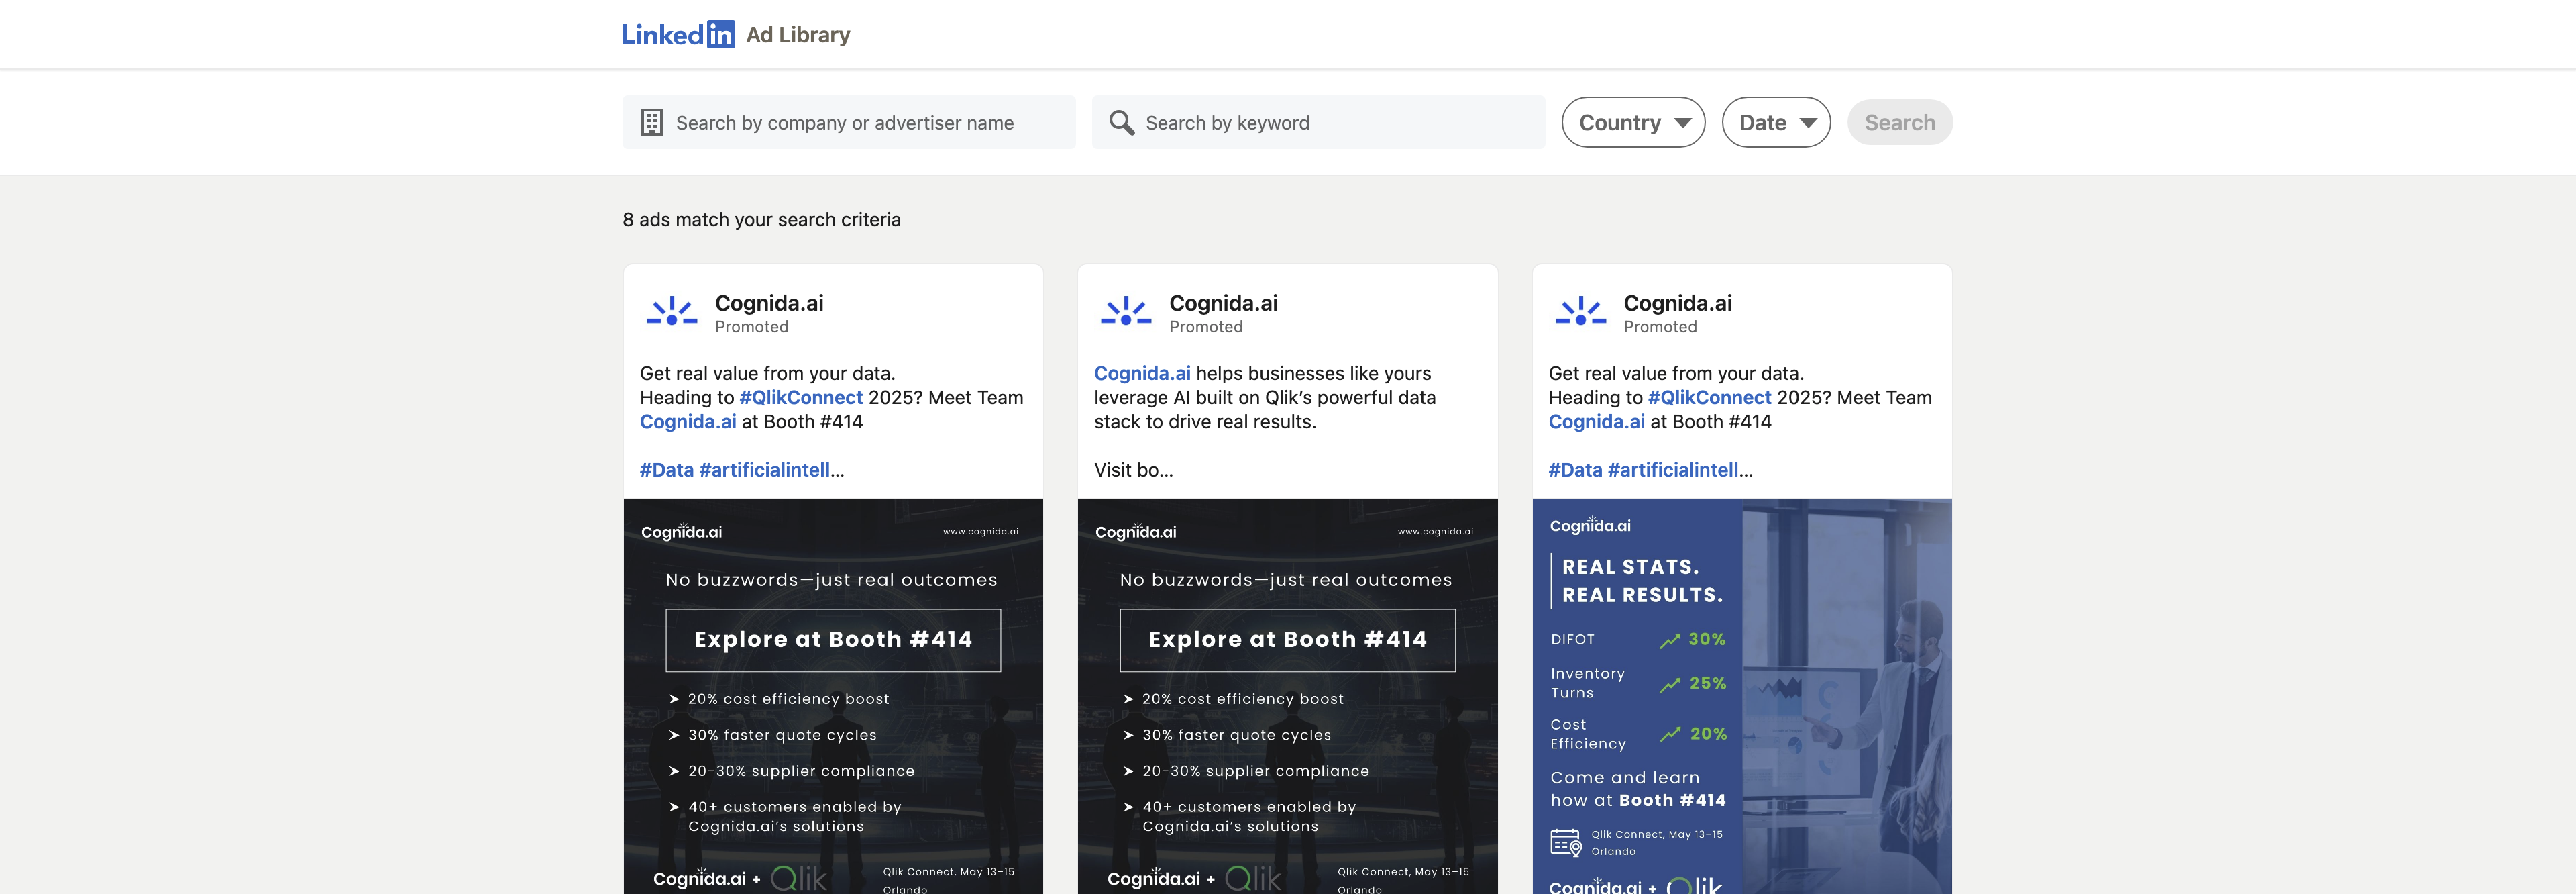 Linkedin Ad Library
Search by company or advertiser name
Search by keyword
Country
Date
Search
8 ads match your search criteria
Cognida.ai
Promoted
Get real value from your data.
Heading to #QlikConnect 2025? Meet Team
Cognida.ai at Booth #414
#Data #artificialintell...
Cognida.ai
www.cognida.ai
No buzzwords—just real outcomes
Explore at Booth #414
➤ 20% cost efficiency boost
➤ 30% faster quote cycles
➤ 20-30% supplier compliance
➤ 40+ customers enabled by
Cognida.ai's solutions
Cognida.ai + Qlik
Qlik Connect, May 13-15
Orlando
Cognida.ai
Promoted
Cognida.ai helps businesses like yours
leverage AI built on Qlik’s powerful data
stack to drive real results.
Visit bo...
Cognida.ai
www.cognida.ai
No buzzwords—just real outcomes
Explore at Booth #414
➤ 20% cost efficiency boost
➤ 30% faster quote cycles
➤ 20-30% supplier compliance
➤ 40+ customers enabled by
Cognida.ai's solutions
Cognida.ai + Qlik
Qlik Connect, May 13-15
Orlando
Cognida.ai
Promoted
Get real value from your data.
Heading to #QlikConnect 2025? Meet Team
Cognida.ai at Booth #414
#Data #artificialintell...
Cognida.ai
REAL STATS.
REAL RESULTS.
DIFOT 30%
Inventory
Turns 25%
Cost
Efficiency 20%
Come and learn
how at Booth #414
Qlik Connect, May 13-15
Orlando
Cognida.ai + Qlik